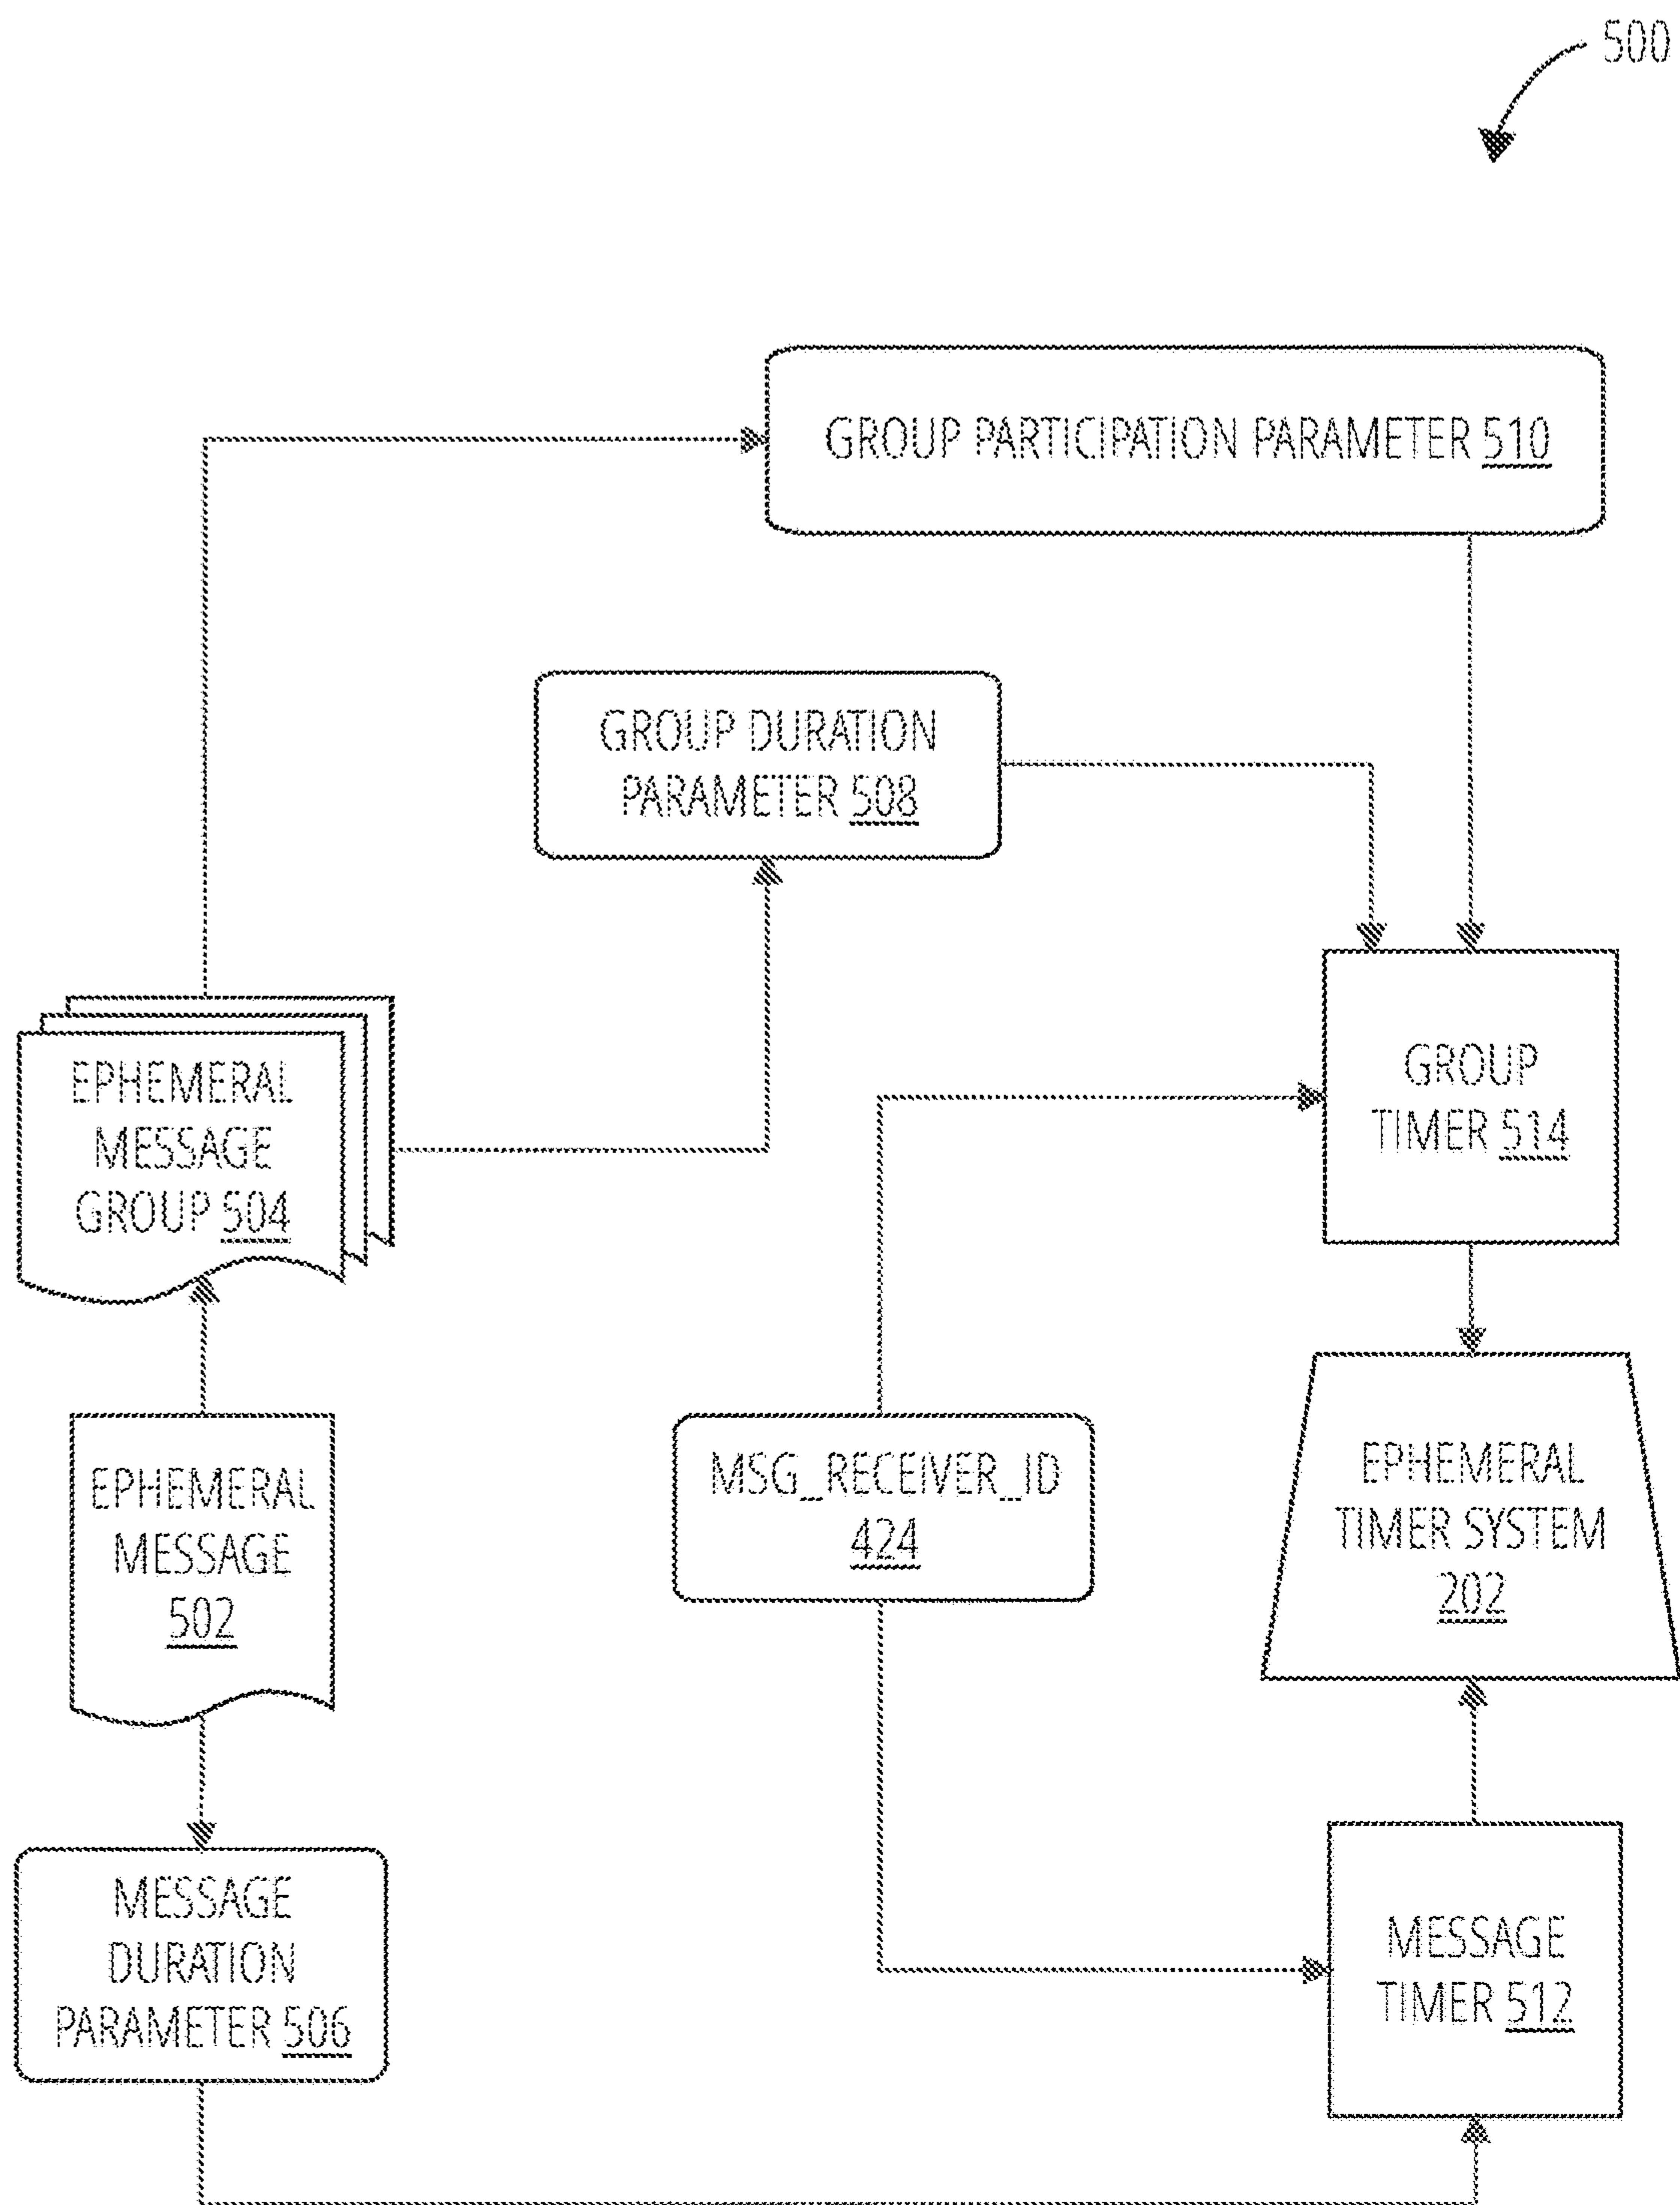 500
GROUP PARTICIPATION PARAMETER 510
GROUP DURATION
PARAMETER 508
EPHEMERAL
MESSAGE
GROUP 504
GROUP
TIMER 514
EPHEMERAL
MESSAGE
502
MSG_RECEIVER_ID
424
EPHEMERAL
TIMER SYSTEM
202
MESSAGE
DURATION
PARAMETER 506
MESSAGE
TIMER 512